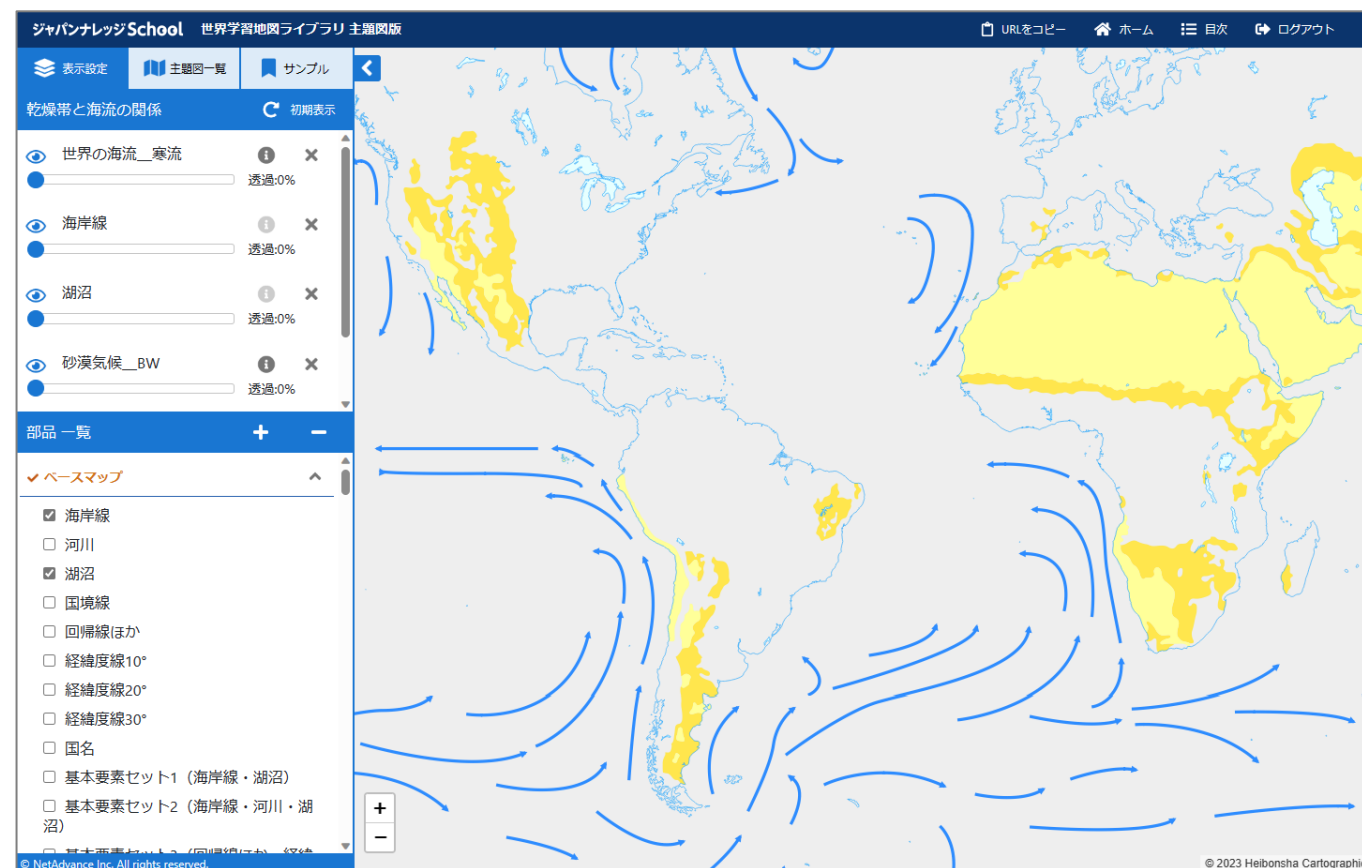 ジャパンナレッジSchool 世界学習地図ライブラリ 主題図版
URLをコピー ホーム 目次 ログアウト
表示設定 主題図一覧 サンプル
乾燥帯と海流の関係 初期表示
世界の海流__寒流
透過:0%
海岸線
透過:0%
湖沼
透過:0%
砂漠気候__BW
透過:0%
部品 一覧 + −
ベースマップ
海岸線
河川
湖沼
国境線
回帰線ほか
経緯度線10°
経緯度線20°
経緯度線30°
国名
基本要素セット1（海岸線・湖沼）
基本要素セット2（海岸線・河川・湖
沼）
+
−
© NetAdvance Inc. All rights reserved.
© 2023 Heibonsha Cartographi